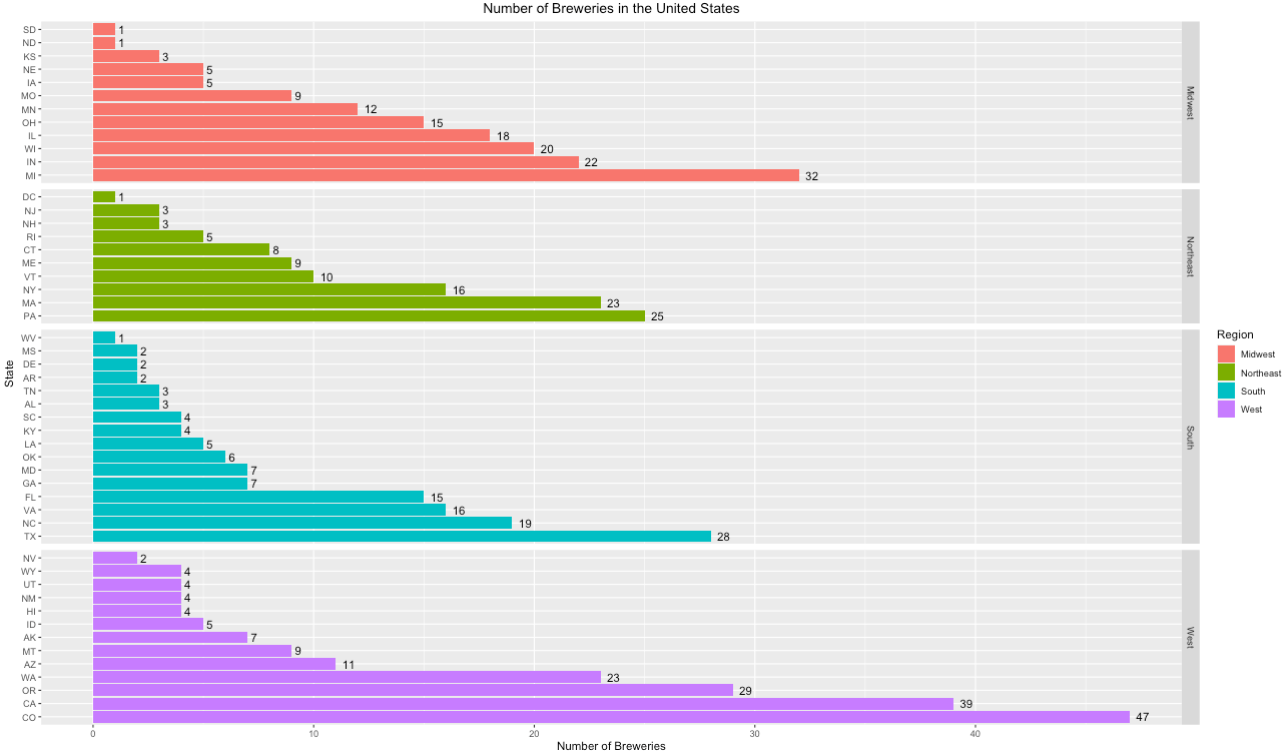 Number of Breweries in the United States
SD 1
ND 1
KS 3
NE 5
IA 5
MO 9
MN 12
OH 15
IL 18
WI 20
IN 22
MI 32
Midwest
DC 1
NJ 3
NH 3
RI 5
CT 8
ME 9
VT 10
NY 16
MA 23
PA 25
Northeast
State
WV 1
MS 2
DE 2
AR 2
TN 3
AL 3
SC 4
KY 4
LA 5
OK 6
MD 7
GA 7
FL 15
VA 16
NC 19
TX 28
South
NV 2
WY 4
UT 4
NM 4
HI 4
ID 5
AK 7
MT 9
AZ 11
WA 23
OR 29
CA 39
CO 47
West
0 10 20 30 40
Number of Breweries
Region
Midwest
Northeast
South
West